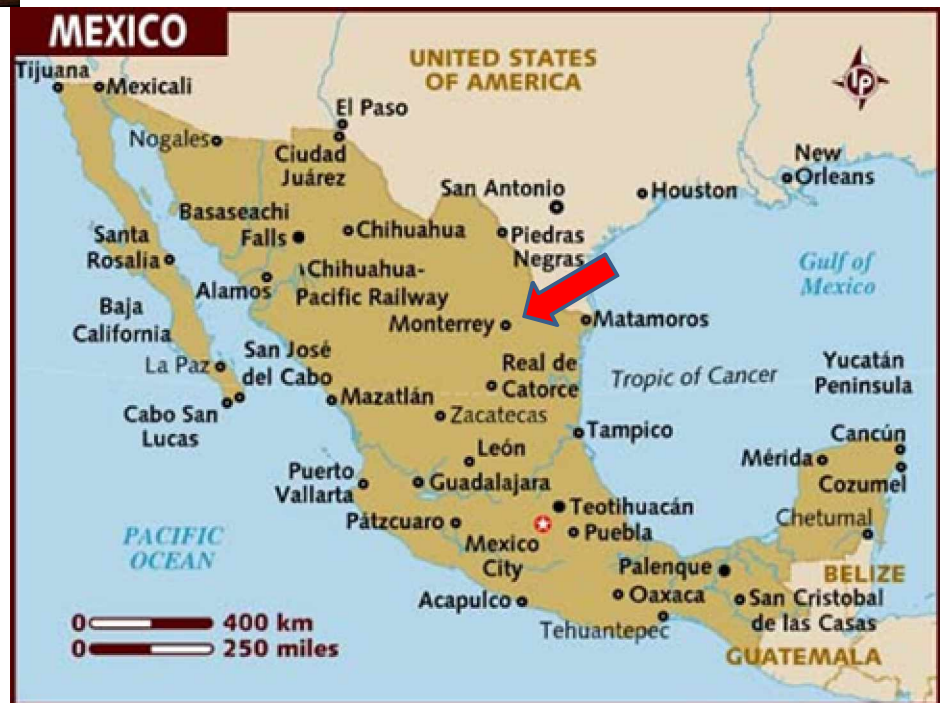 MEXICO
UNITED STATES
OF AMERICA
LP
Tijuana
Mexicali
El Paso
Nogales
Ciudad
Juárez
New
Orleans
San Antonio
Houston
Basaseachi
Falls
Chihuahua
Piedras
Negras
Santa
Rosalía
Gulf of
Mexico
Alamos
Chihuahua-
Pacific Railway
Baja
California
Monterrey
Matamoros
La Paz
San José
del Cabo
Real de
Catorce
Tropic of Cancer
Yucatán
Peninsula
Mazatlán
Zacatecas
Cabo San
Lucas
Tampico
León
Cancún
Mérida
Puerto
Vallarta
Guadalajara
Cozumel
Teotihuacán
Chetumal
Pátzcuaro
Puebla
PACIFIC
OCEAN
Mexico
City
Palenque
BELIZE
Acapulco
Oaxaca
San Cristobal
de las Casas
0 400 km
0 250 miles
Tehuantepec
GUATEMALA